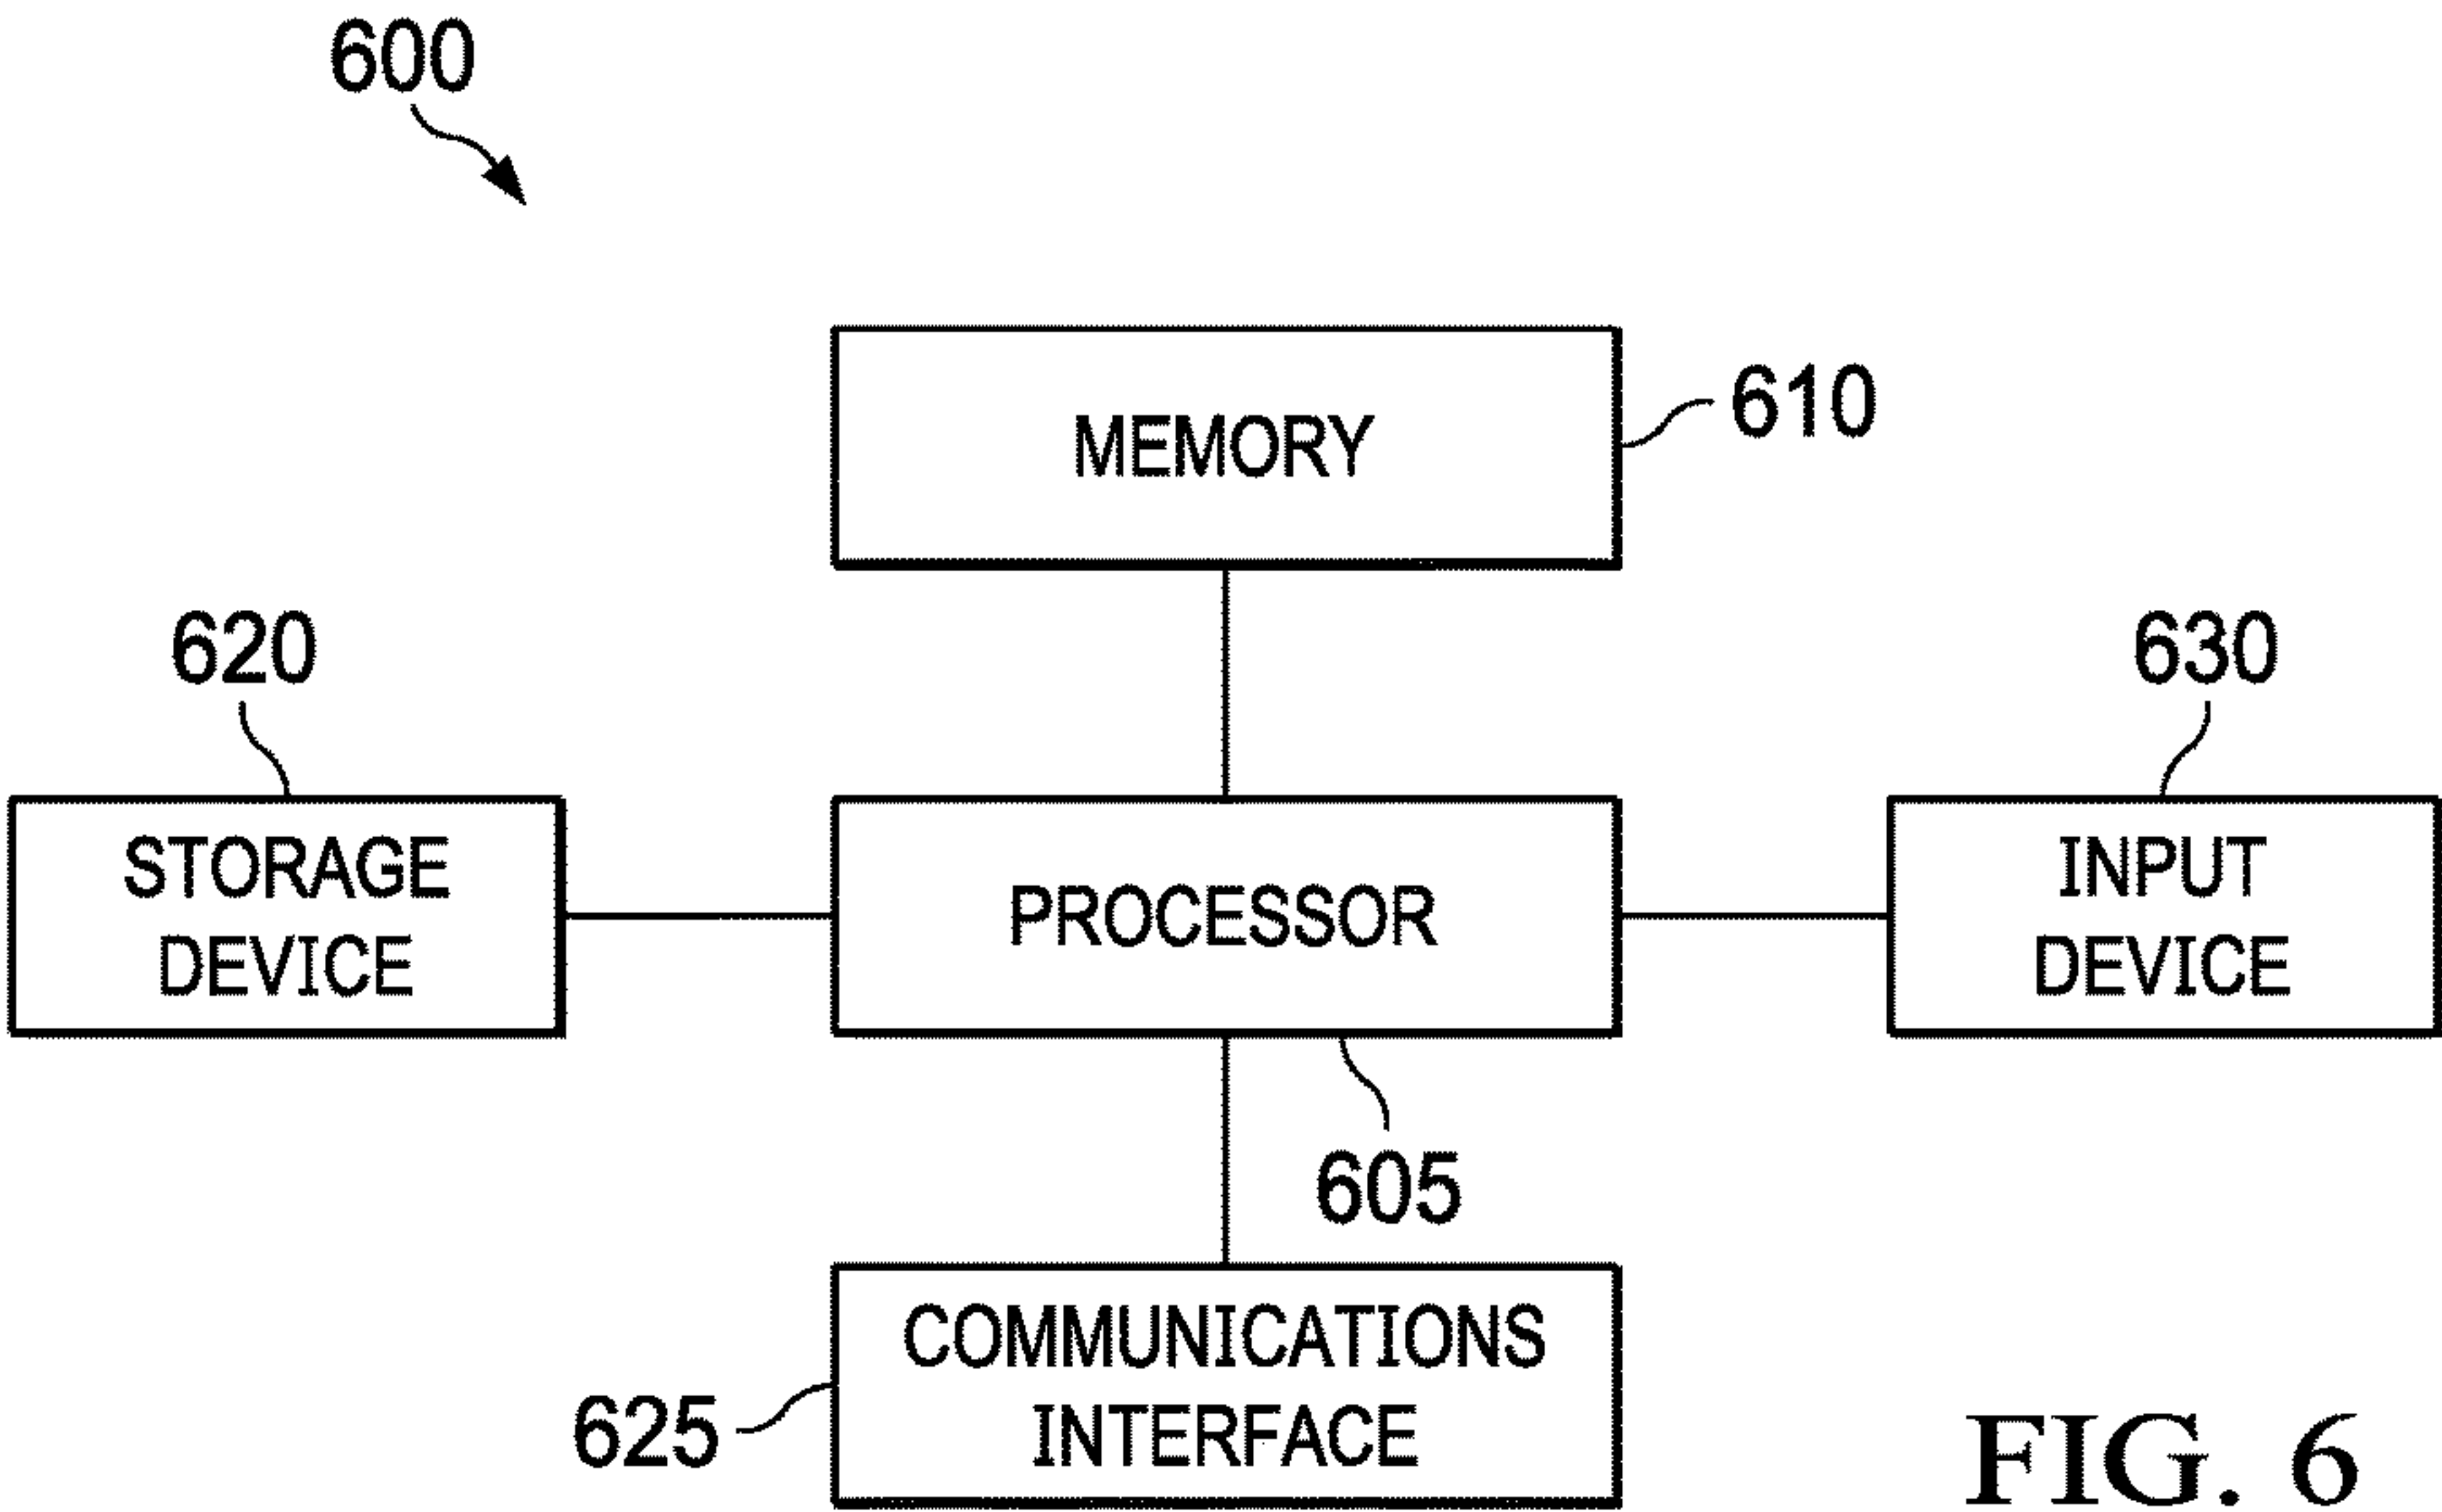 600
MEMORY
610
620
630
STORAGE
DEVICE
PROCESSOR
INPUT
DEVICE
605
COMMUNICATIONS
INTERFACE
625
FIG. 6